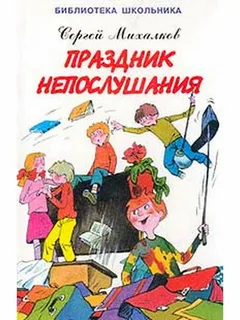 БИБЛИОТЕКА ШКОЛЬНИКА
Сергей Михалков
ПРАЗДНИК
НЕПОСЛУШАНИЯ